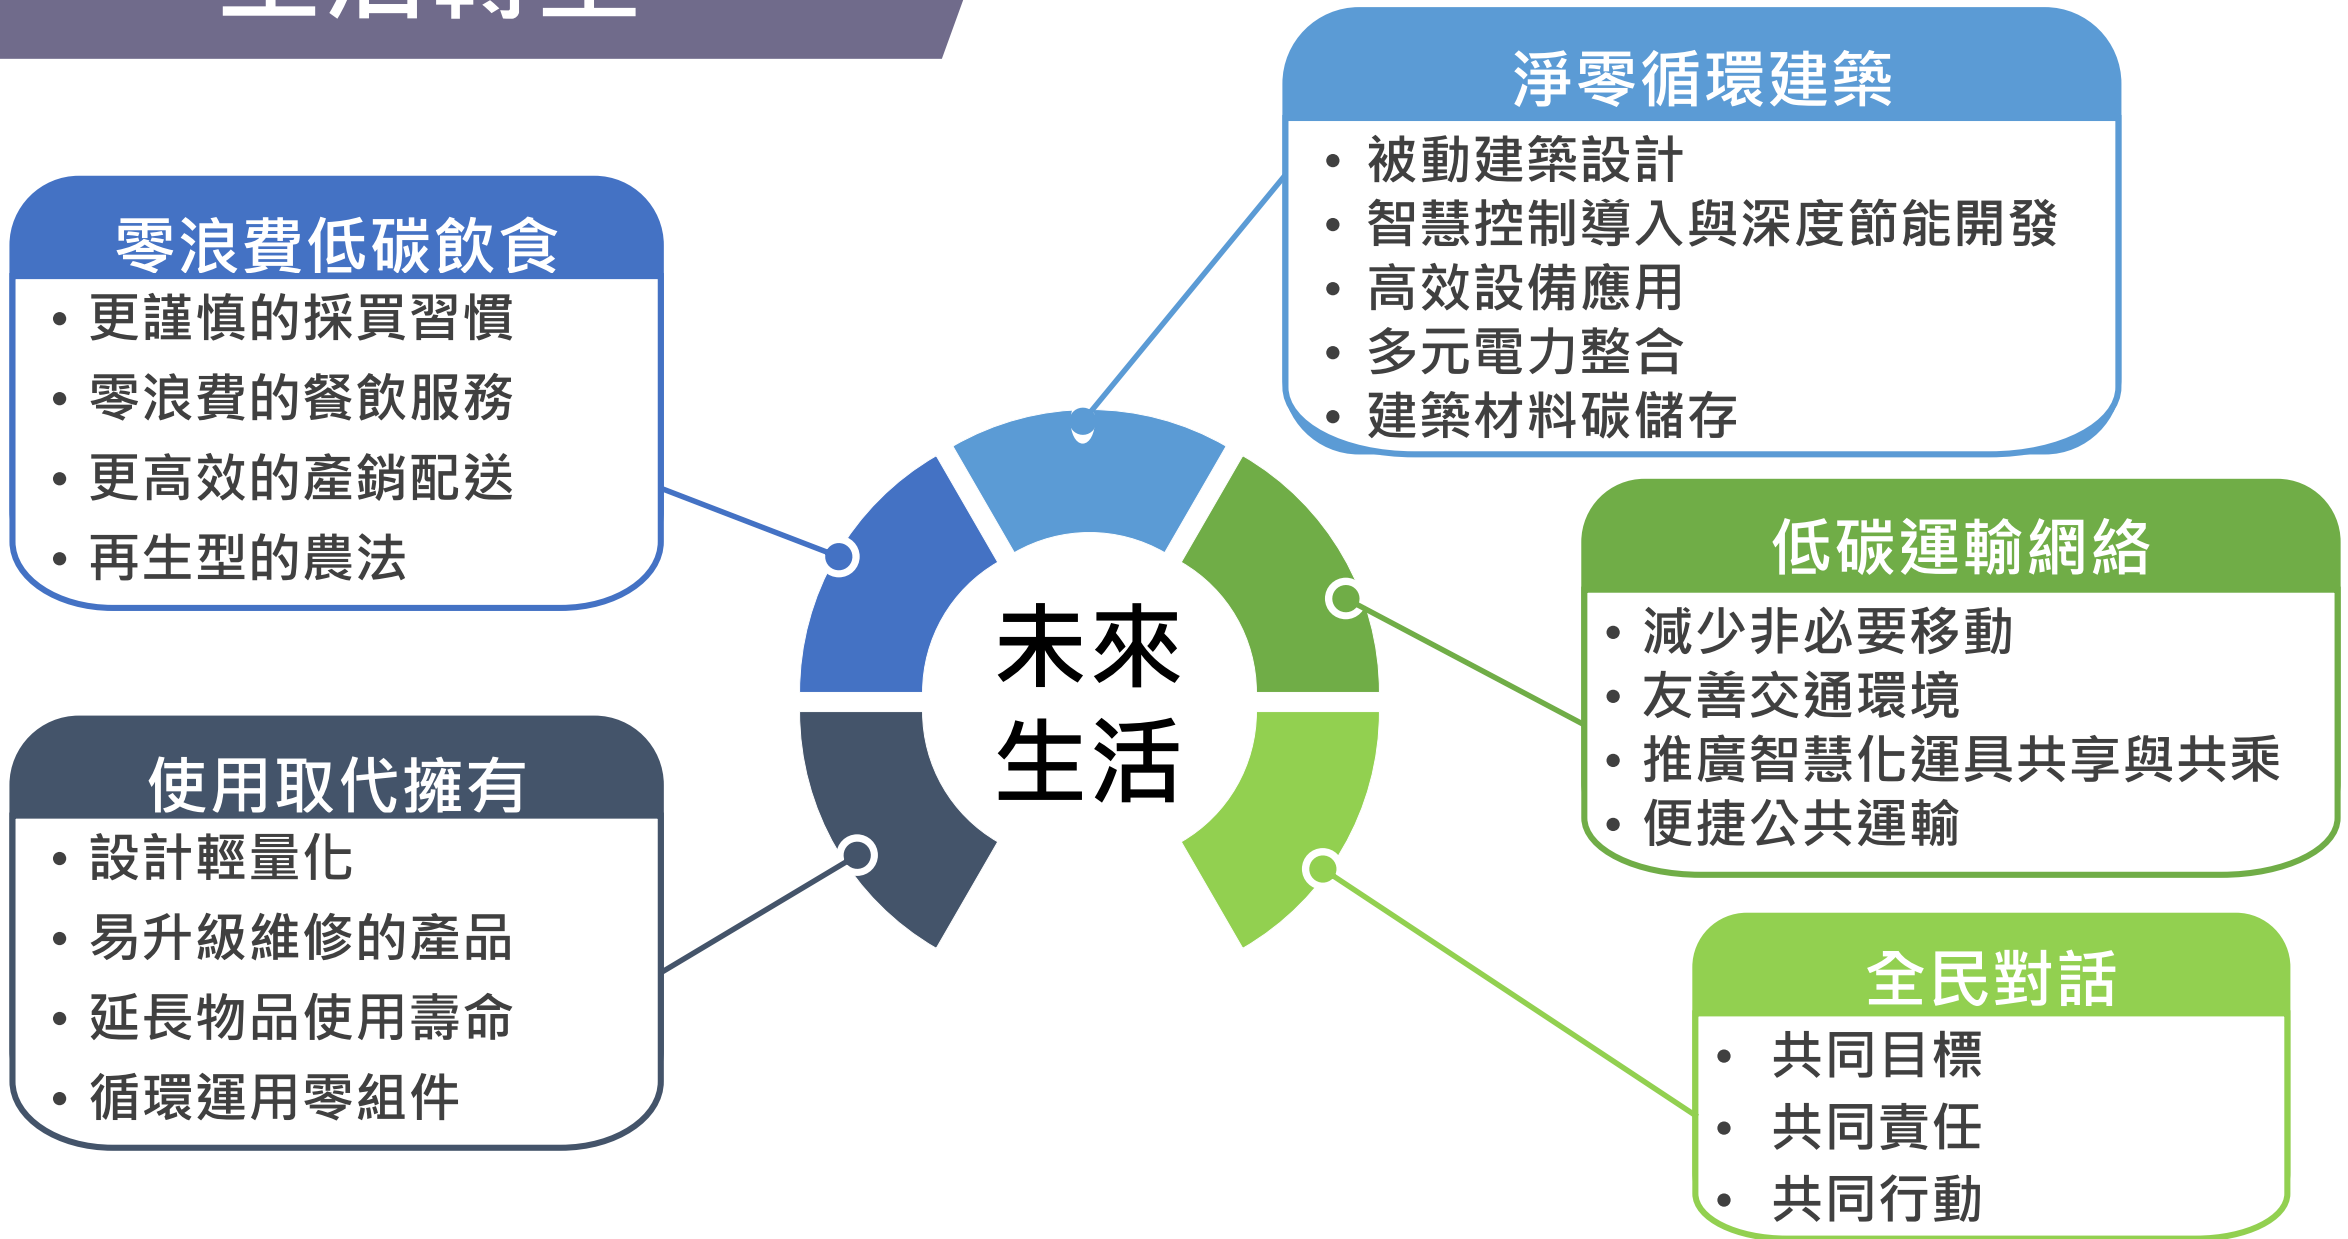 生活轉型
零浪費低碳飲食
更謹慎的採買習慣
零浪費的餐飲服務
更高效的產銷配送
再生型的農法
使用取代擁有
設計輕量化
易升級維修的產品
延長物品使用壽命
循環運用零組件
未來
生活
淨零循環建築
被動建築設計
智慧控制導入與深度節能開發
高效設備應用
多元電力整合
建築材料碳儲存
低碳運輸網絡
減少非必要移動
友善交通環境
推廣智慧化運具共享與共乘
便捷公共運輸
全民對話
共同目標
共同責任
共同行動